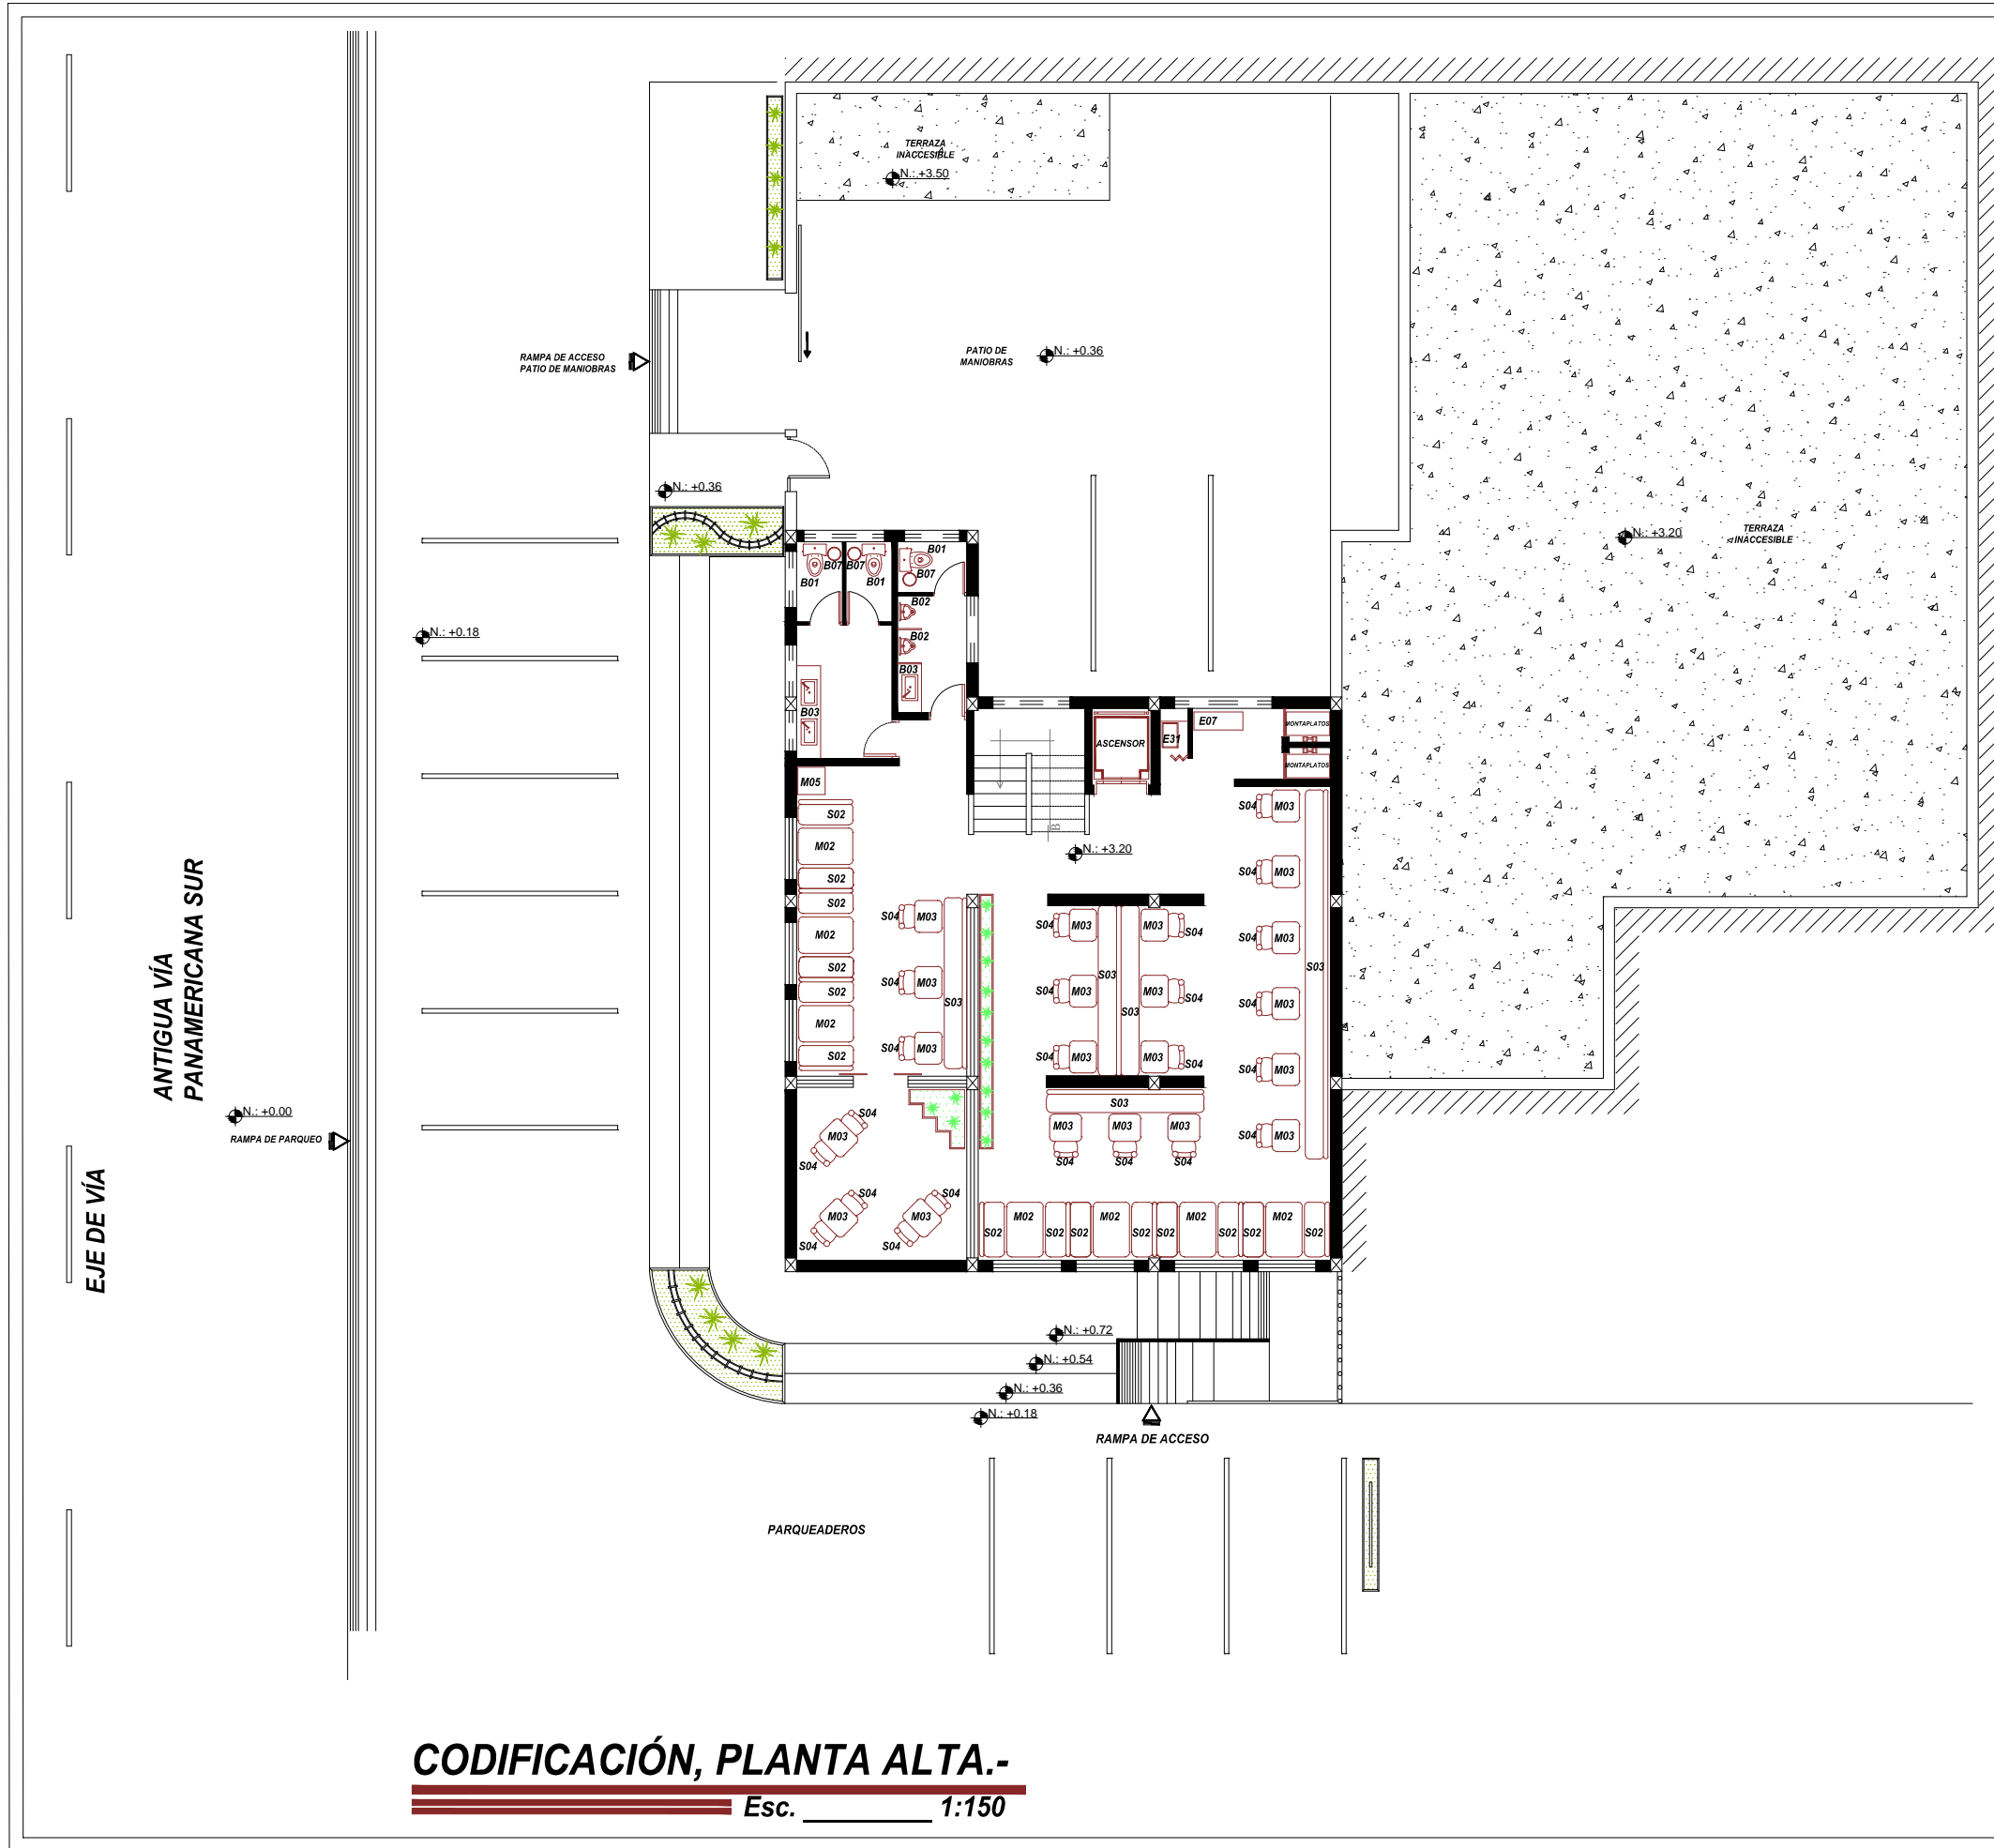 TERRAZA
INACCESIBLE
N.:+3.50
RAMPA DE ACCESO
PATIO DE MANIOBRAS
PATIO DE
MANIOBRAS
N.: +0.36
N.: +0.36
N.: +3.20
TERRAZA
INACCESIBLE
N.: +0.18
B01
B07
B07
B01
B01
B07
B02
B02
B03
B03
ASCENSOR
E31
E07
MONTAPLATOS
MONTAPLATOS
M05
S02
M02
S02
S02
M02
S02
S02
M02
S02
N.: +3.20
S04
M03
S04
M03
S04
M03
S03
S04
M03
M03
S04
S04
M03
S03
M03
S04
S03
S04
M03
M03
S04
S04
M03
S04
M03
S04
M03
S03
S04
M03
S04
M03
S04
M03
S03
M03
M03
M03
S04
S04
S04
S04
M03
S04
S04
M03
S04
S04
M03
S04
S02
M02
S02
S02
M02
S02
S02
M02
S02
S02
M02
S02
ANTIGUA VÍA
PANAMERICANA SUR
N.: +0.00
RAMPA DE PARQUEO
EJE DE VÍA
N.: +0.72
N.: +0.54
N.: +0.36
N.: +0.18
RAMPA DE ACCESO
PARQUEADEROS
B
CODIFICACIÓN, PLANTA ALTA.-
Esc. 1:150